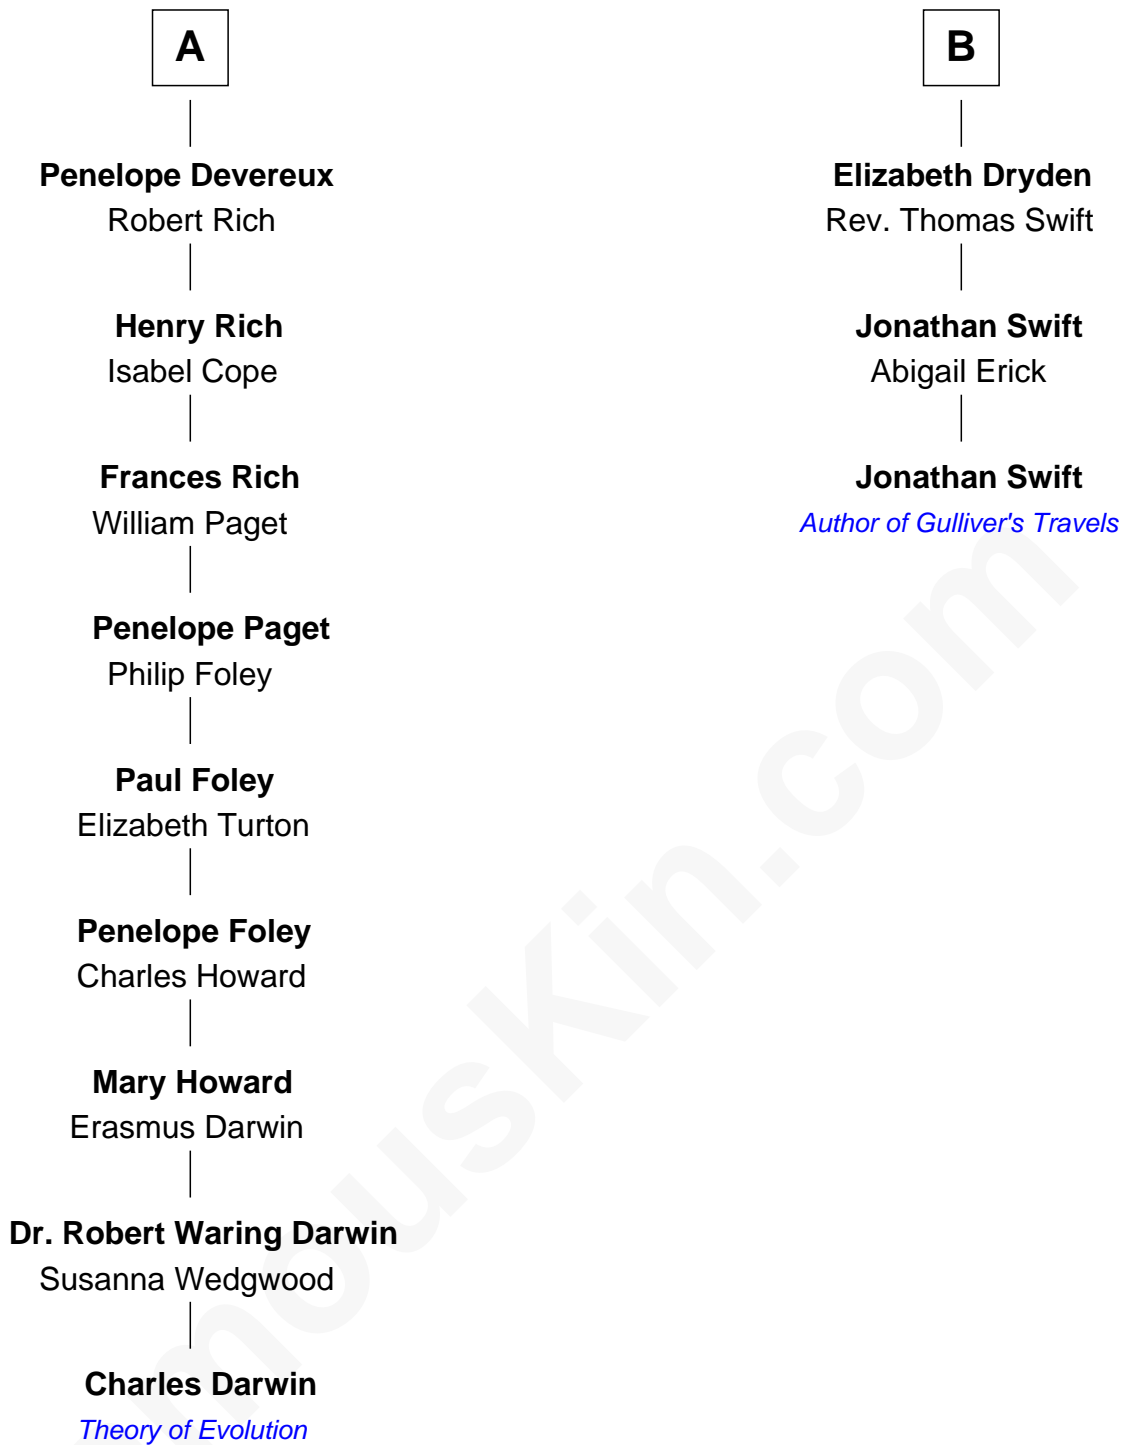 A
Penelope Devereux
Robert Rich
Henry Rich
Isabel Cope
Frances Rich
William Paget
Penelope Paget
Philip Foley
Paul Foley
Elizabeth Turton
Penelope Foley
Charles Howard
Mary Howard
Erasmus Darwin
Dr. Robert Waring Darwin
Susanna Wedgwood
Charles Darwin
Theory of Evolution
B
Elizabeth Dryden
Rev. Thomas Swift
Jonathan Swift
Abigail Erick
Jonathan Swift
Author of Gulliver's Travels
mousKin.com